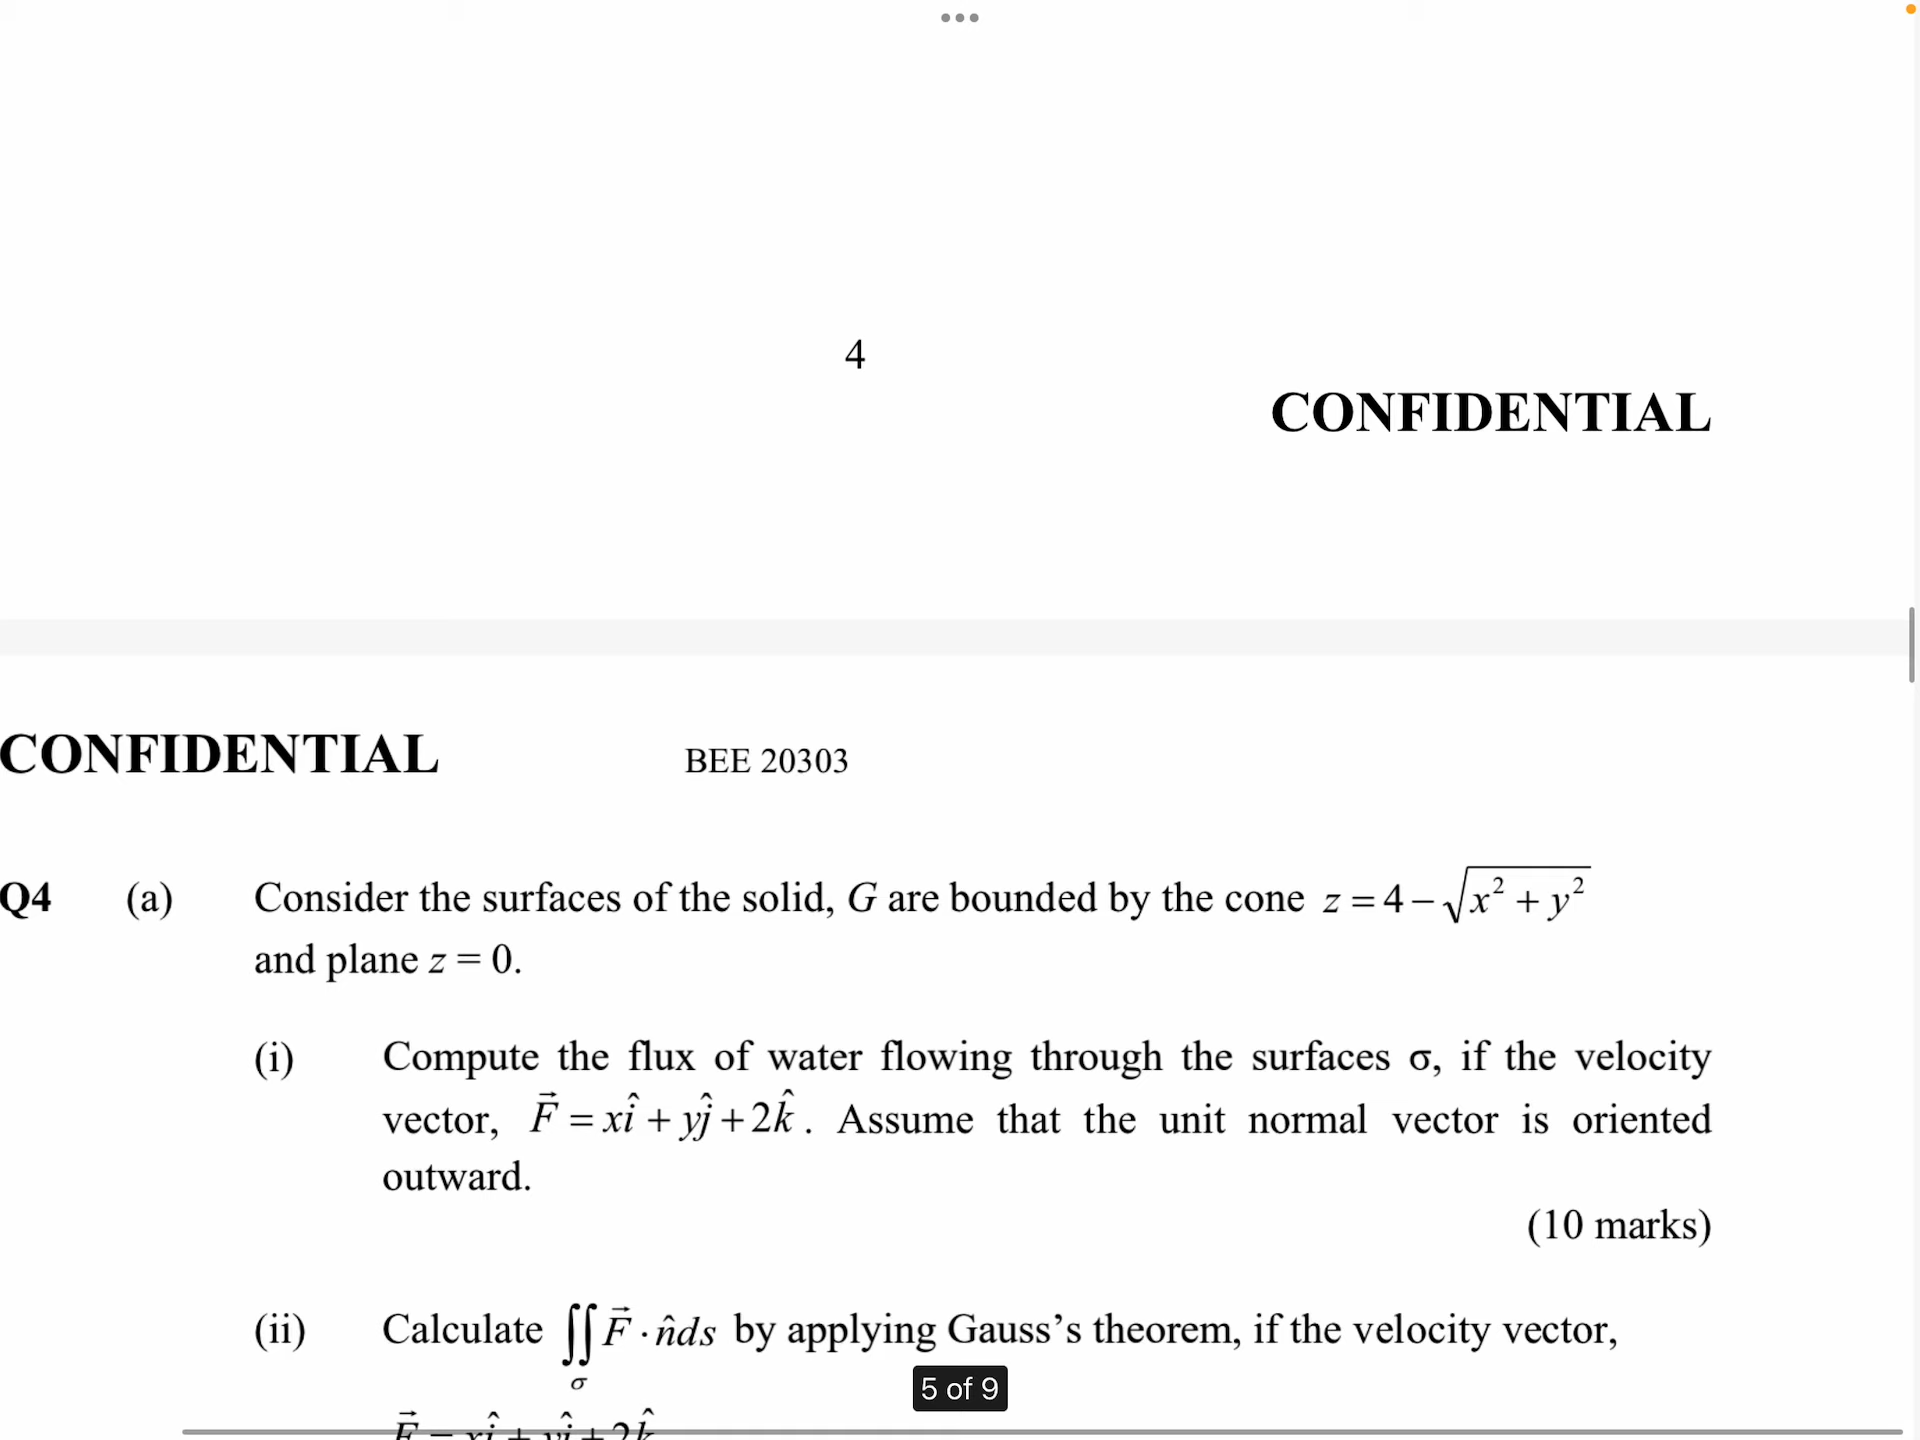 4
CONFIDENTIAL
CONFIDENTIAL BEE 20303
Q4 (a) Consider the surfaces of the solid, G are bounded by the cone z = 4 − √(x² + y²)
and plane z = 0.
(i) Compute the flux of water flowing through the surfaces σ, if the velocity
vector, F⃗ = xî + yĵ + 2k̂ . Assume that the unit normal vector is oriented
outward.
(10 marks)
(ii) Calculate ∬σ F⃗ · n̂ds by applying Gauss’s theorem, if the velocity vector,
5 of 9
F⃗ = xî + yĵ + 2k̂